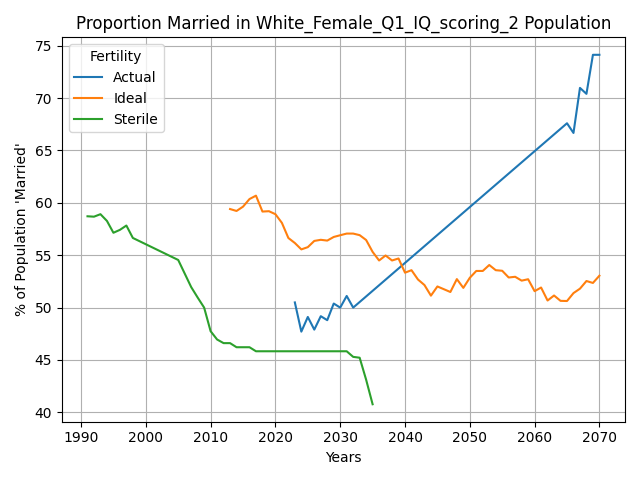 Proportion Married in White_Female_Q1_IQ_scoring_2 Population
% of Population 'Married'
75
70
65
60
55
50
45
40
Fertility
Actual
Ideal
Sterile
1990 2000 2010 2020 2030 2040 2050 2060 2070
Years